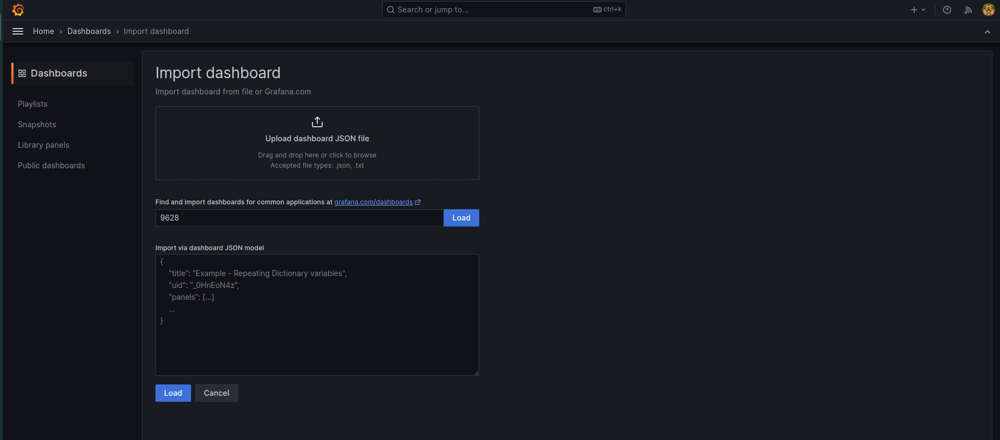 Search or jump to...
ctrl+k
Home › Dashboards › Import dashboard
Dashboards
Playlists
Snapshots
Library panels
Public dashboards
Import dashboard
Import dashboard from file or Grafana.com
Upload dashboard JSON file
Drag and drop here or click to browse
Accepted file types: .json, .txt
Find and import dashboards for common applications at grafana.com/dashboards
9628
Load
Import via dashboard JSON model
{
"title": "Example - Repeating Dictionary variables",
"uid": "_0HnEoN4z",
"panels": [...]
...
}
Load
Cancel